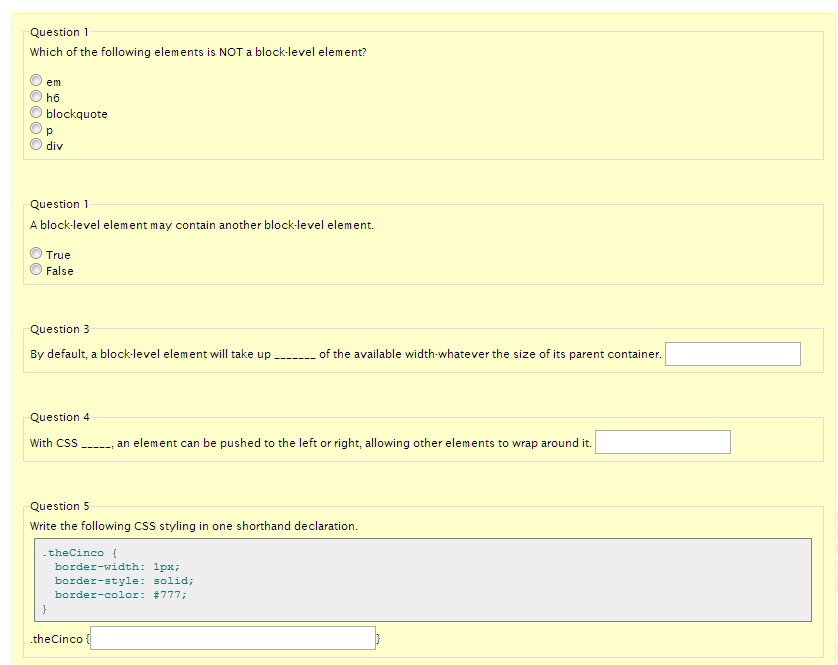 Question 1
Which of the following elements is NOT a block-level element?
em
h6
blockquote
p
div
Question 1
A block-level element may contain another block-level element.
True
False
Question 3
By default, a block-level element will take up _______ of the available width-whatever the size of its parent container.
Question 4
With CSS _____, an element can be pushed to the left or right, allowing other elements to wrap around it.
Question 5
Write the following CSS styling in one shorthand declaration.
.theCinco {
border-width: 1px;
border-style: solid;
border-color: #777;
}
.theCinco { }